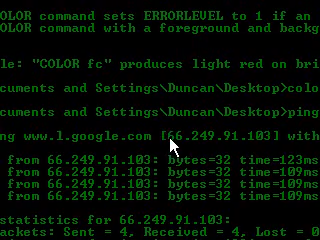 OLOR command sets ERRORLEVEL to 1 if an
OLOR command with a foreground and backg
le: "COLOR fc" produces light red on bri
cuments and Settings\Duncan\Desktop>colo
cuments and Settings\Duncan\Desktop>ping
ng www.l.google.com [66.249.91.103] with
from 66.249.91.103: bytes=32 time=123ms
from 66.249.91.103: bytes=32 time=109ms
from 66.249.91.103: bytes=32 time=109ms
from 66.249.91.103: bytes=32 time=109ms
statistics for 66.249.91.103:
ackets: Sent = 4, Received = 4, Lost = 0